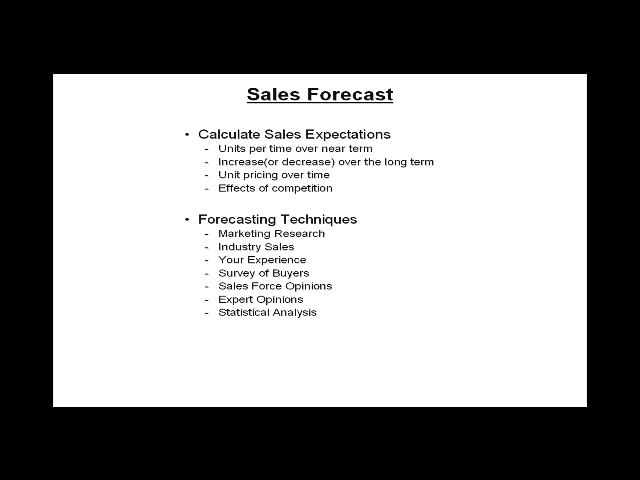 Sales Forecast
• Calculate Sales Expectations
- Units per time over near term
- Increase(or decrease) over the long term
- Unit pricing over time
- Effects of competition
• Forecasting Techniques
- Marketing Research
- Industry Sales
- Your Experience
- Survey of Buyers
- Sales Force Opinions
- Expert Opinions
- Statistical Analysis